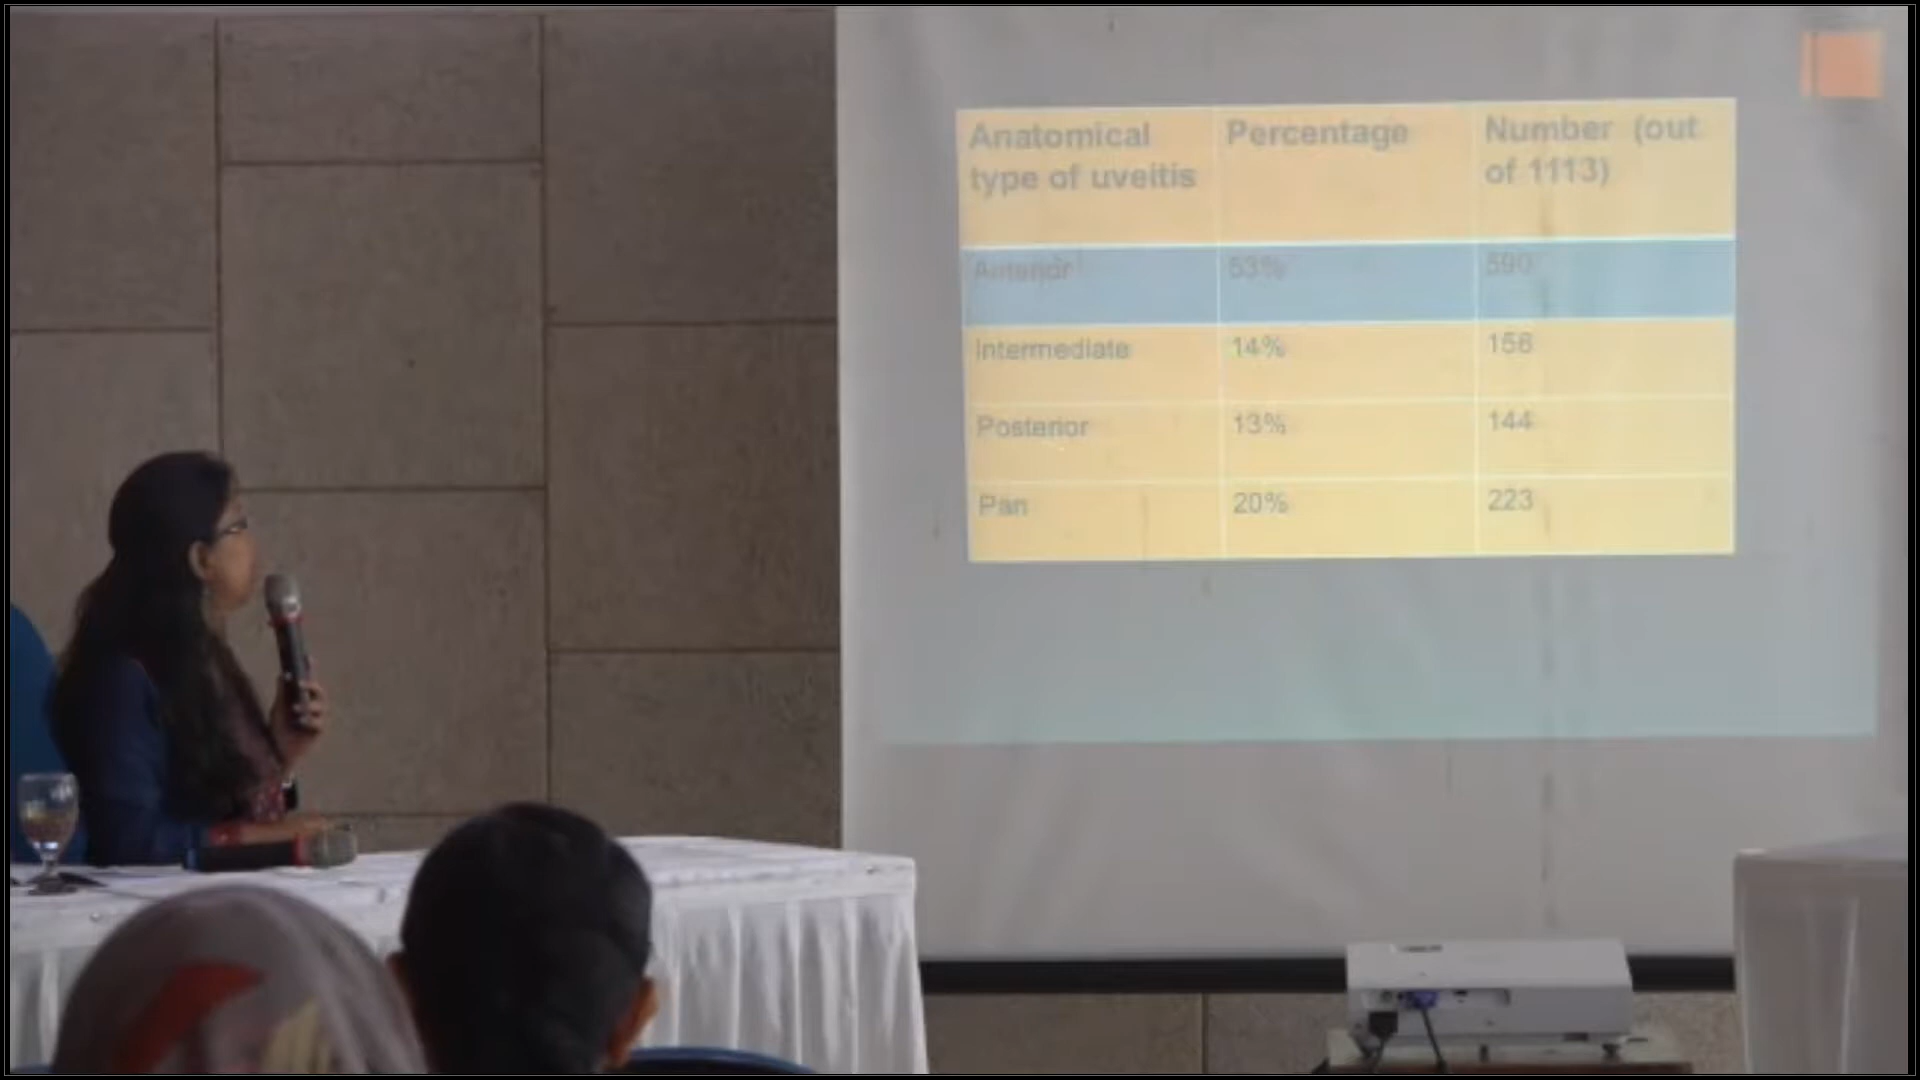 Anatomical Percentage Number (out
type of uveitis of 1113)
Anterior 53% 590
Intermediate 14% 156
Posterior 13% 144
Pan 20% 223